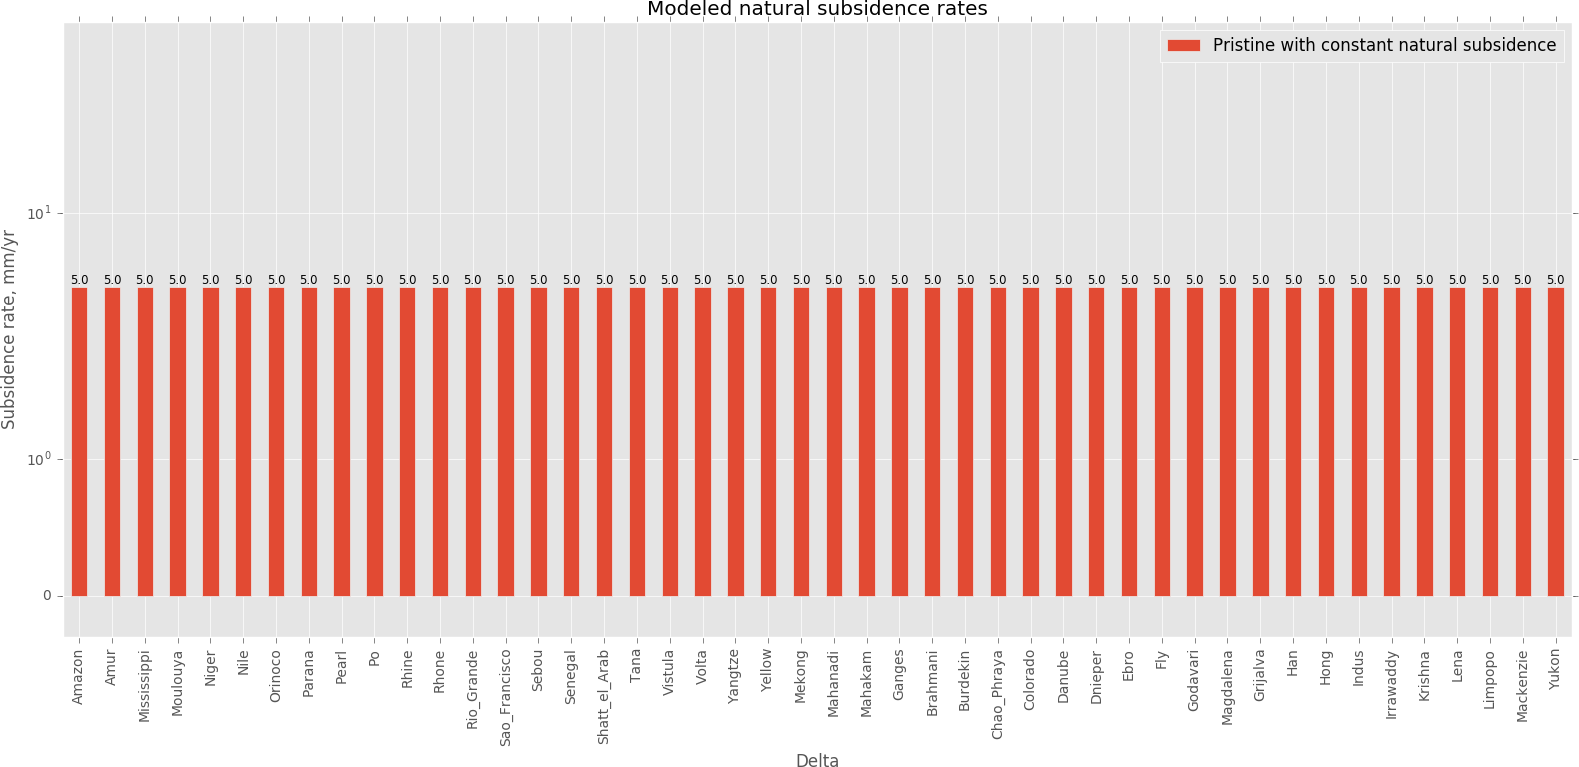 Modeled natural subsidence rates
Pristine with constant natural subsidence
Subsidence rate, mm/yr
10¹
10⁰
0
5.0 5.0 5.0 5.0 5.0 5.0 5.0 5.0 5.0 5.0 5.0 5.0 5.0 5.0 5.0 5.0 5.0 5.0 5.0 5.0 5.0 5.0 5.0 5.0 5.0 5.0 5.0 5.0 5.0 5.0 5.0 5.0 5.0 5.0 5.0 5.0 5.0 5.0 5.0 5.0 5.0 5.0 5.0 5.0 5.0 5.0
Amazon
Amur
Mississippi
Moulouya
Niger
Nile
Orinoco
Parana
Pearl
Po
Rhine
Rhone
Rio_Grande
Sao_Francisco
Sebou
Senegal
Shatt_el_Arab
Tana
Vistula
Volta
Yangtze
Yellow
Mekong
Mahanadi
Mahakam
Ganges
Brahmani
Burdekin
Chao_Phraya
Colorado
Danube
Dnieper
Ebro
Fly
Godavari
Magdalena
Grijalva
Han
Hong
Indus
Irrawaddy
Krishna
Lena
Limpopo
Mackenzie
Yukon
Delta